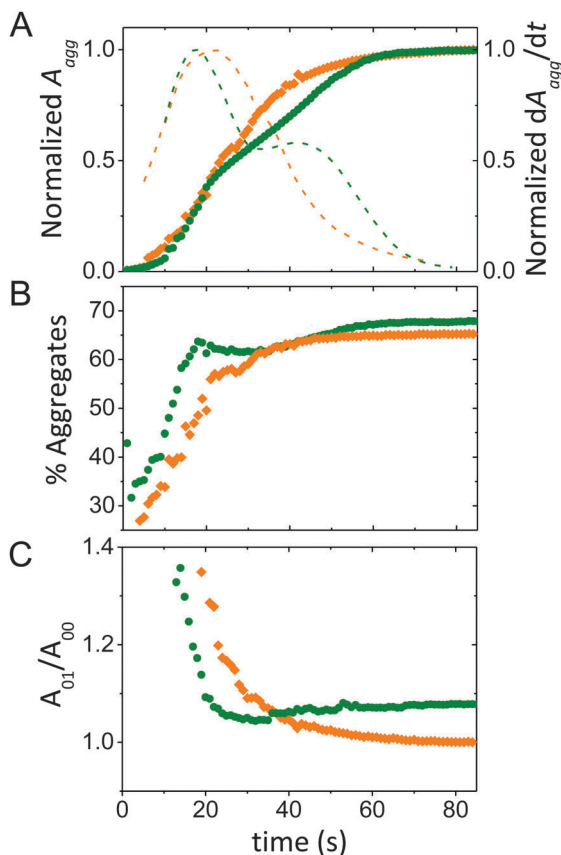 A
Normalized A_agg
1.0
0.5
0.0
1.0
0.5
0.0
Normalized dA_agg/dt
B
% Aggregates
70
60
50
40
30
C
A_01/A_00
1.4
1.2
1.0
0 20 40 60 80
time (s)